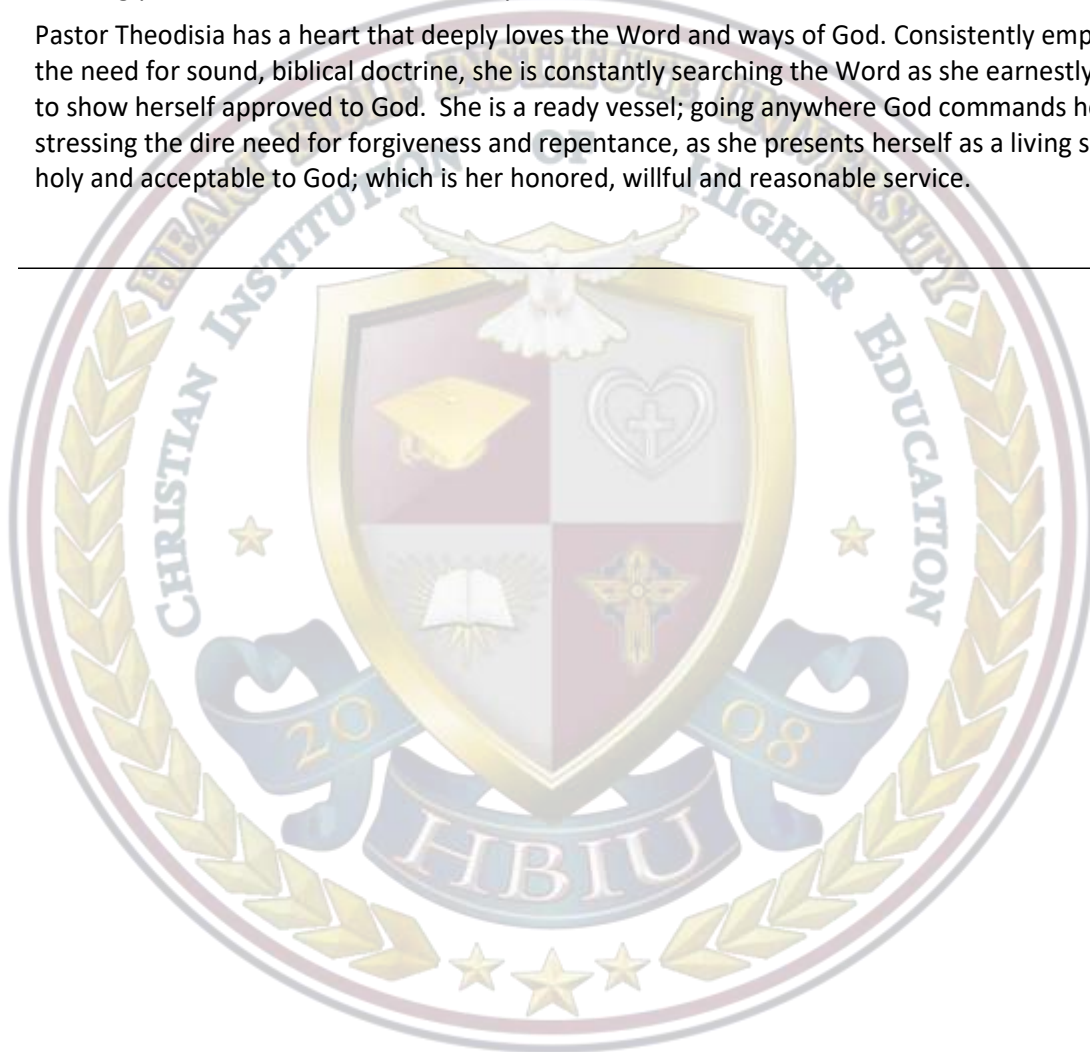 Pastor Theodisia has a heart that deeply loves the Word and ways of God. Consistently
the need for sound, biblical doctrine, she is constantly searching the Word as she earnestly
to show herself approved to God. She is a ready vessel; going anywhere God commands
stressing the dire need for forgiveness and repentance, as she presents herself as a living
holy and acceptable to God; which is her honored, willful and reasonable service.
HEART BIBLE INSTITUTE UNIVERSITY
CHRISTIAN INSTITUTION OF HIGHER EDUCATION
20 08
HBIU